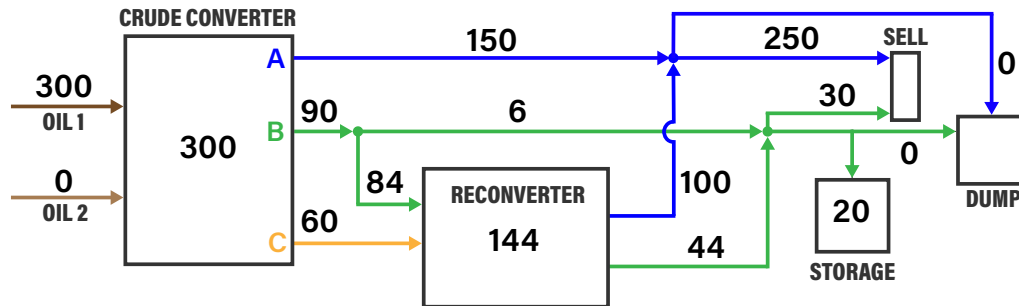 CRUDE CONVERTER
A
150
250
SELL
0
300
OIL 1
90
B
6
30
300
0
0
OIL 2
84
RECONVERTER
100
DUMP
C
60
144
44
20
STORAGE